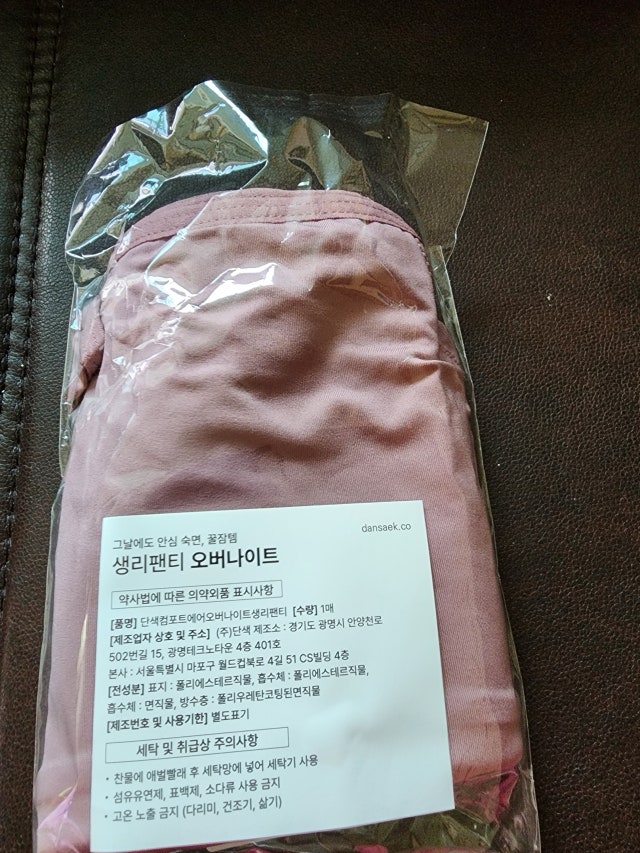 dansaek.co
그날에도 안심 숙면, 꿀잠템
생리팬티 오버나이트
약사법에 따른 의약외품 표시사항
[품명] 단색컴포트에어오버나이트생리팬티 [수량] 1매
[제조업자 상호 및 주소] (주)단색 제조소 : 경기도 광명시 안양천로
502번길 15, 광명테크노타운 4층 401호
본사 : 서울특별시 마포구 월드컵북로 4길 51 CS빌딩 4층
[전성분] 표지 : 폴리에스테르직물, 흡수체 : 폴리에스테르직물,
흡수체 : 면직물, 방수층 : 폴리우레탄코팅된면직물
[제조번호 및 사용기한] 별도표기
세탁 및 취급상 주의사항
• 찬물에 애벌빨래 후 세탁망에 넣어 세탁기 사용
• 섬유유연제, 표백제, 소다류 사용 금지
• 고온 노출 금지 (다리미, 건조기, 삶기)